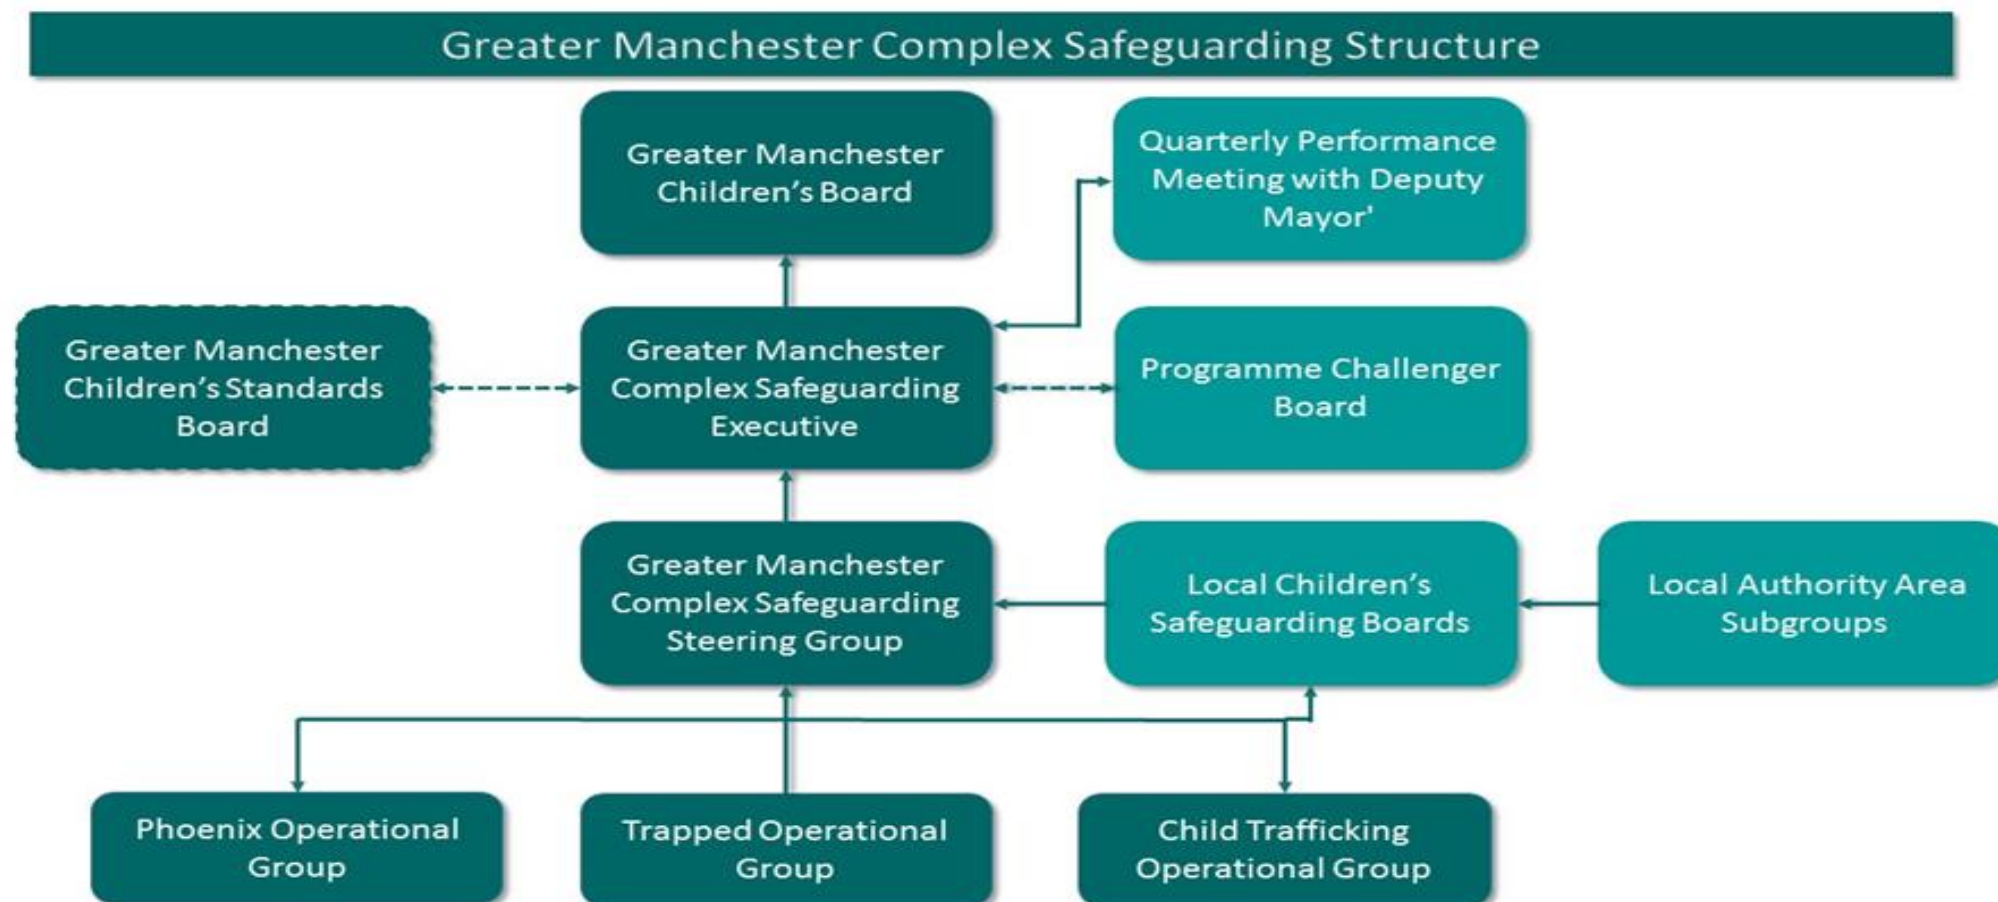 Greater Manchester Complex Safeguarding Structure
Greater Manchester
Children's Board
Quarterly Performance
Meeting with Deputy
Mayor'
Greater Manchester
Children's Standards
Board
Greater Manchester
Complex Safeguarding
Executive
Programme Challenger
Board
Greater Manchester
Complex Safeguarding
Steering Group
Local Children's
Safeguarding Boards
Local Authority Area
Subgroups
Phoenix Operational
Group
Trapped Operational
Group
Child Trafficking
Operational Group